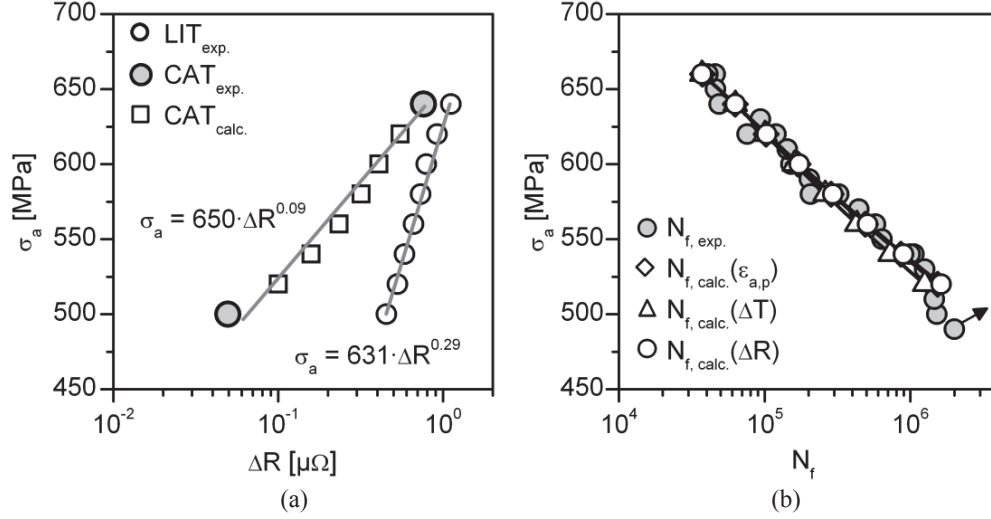 700
650
600
550
500
450
σa [MPa]
LITexp.
CATexp.
CATcalc.
σa = 650·ΔR^0.09
σa = 631·ΔR^0.29
10^-2
10^-1
10^0
ΔR [µΩ]
(a)
700
650
600
550
500
450
σa [MPa]
Nf, exp.
Nf, calc.(εa,p)
Nf, calc.(ΔT)
Nf, calc.(ΔR)
10^4
10^5
10^6
Nf
(b)